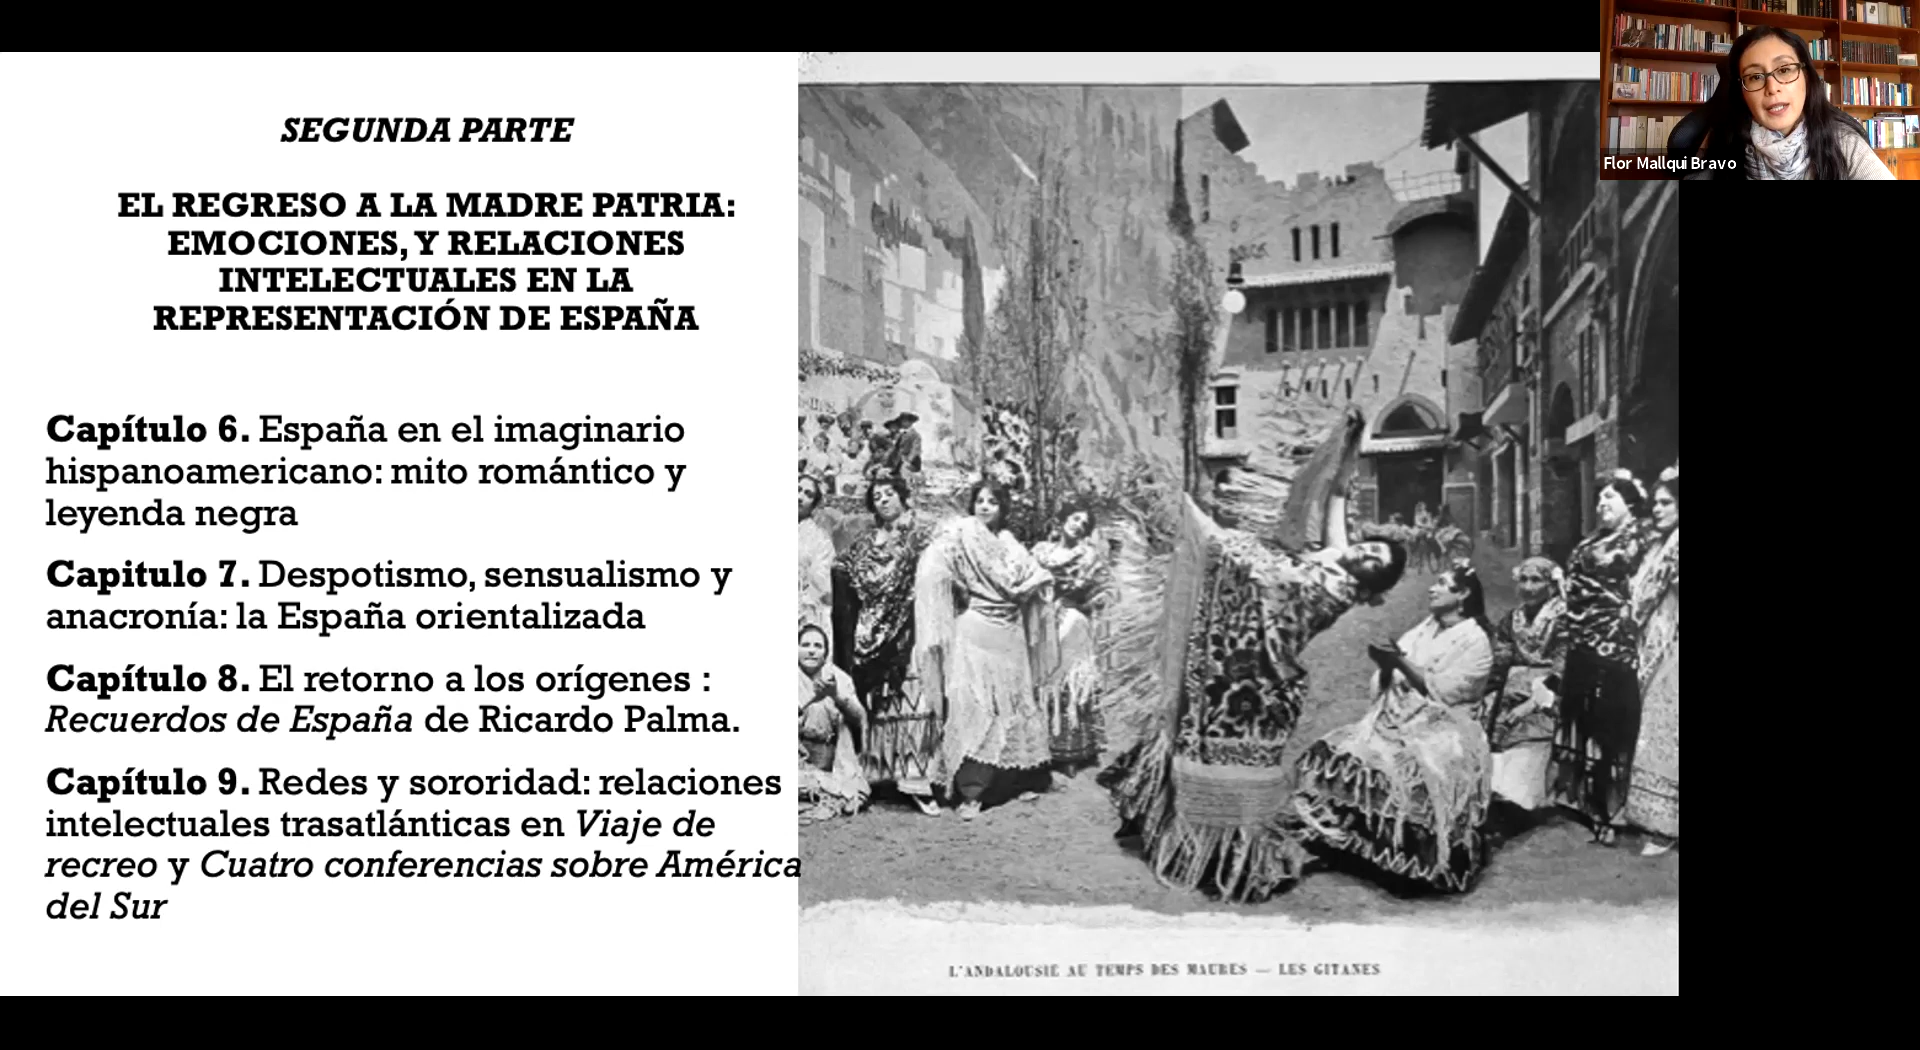 SEGUNDA PARTE
EL REGRESO A LA MADRE PATRIA:
EMOCIONES, Y RELACIONES
INTELECTUALES EN LA
REPRESENTACIÓN DE ESPAÑA
Capítulo 6. España en el imaginario
hispanoamericano: mito romántico y
leyenda negra
Capitulo 7. Despotismo, sensualismo y
anacronía: la España orientalizada
Capítulo 8. El retorno a los orígenes :
Recuerdos de España de Ricardo Palma.
Capítulo 9. Redes y sororidad: relaciones
intelectuales trasatlánticas en Viaje de
recreo y Cuatro conferencias sobre América
del Sur
L'ANDALOUSIE AU TEMPS DES MAURES — LES GITANES
Flor Mallqui Bravo